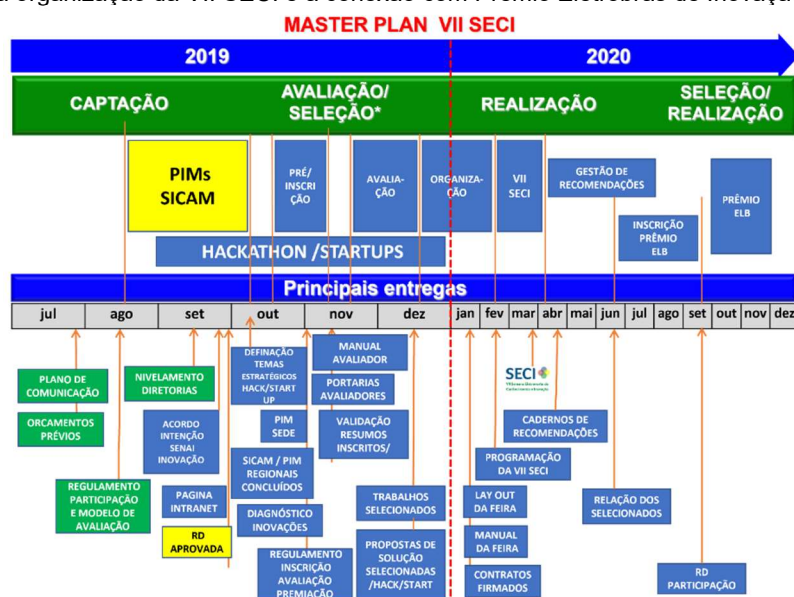 a organização da VII SECI e a conexão com Prêmio Eletrobras de Inovaçã
MASTER PLAN VII SECI
2019
2020
CAPTAÇÃO
AVALIAÇÃO/
SELEÇÃO*
REALIZAÇÃO
SELEÇÃO/
REALIZAÇÃO
PIMs
SICAM
PRÉ/
INSCRI
ÇÃO
AVALIA-
ÇÃO
ORGANIZA-
ÇÃO
VII
SECI
GESTÃO DE
RECOMENDAÇÕES
INSCRIÇÃO
PRÊMIO
ELB
PRÊMIO
ELB
HACKATHON /STARTUPS
Principais entregas
jul ago set out nov dez jan fev mar abr mai jun jul ago set out nov dez
PLANO DE
COMUNICAÇÃO
ORCAMENTOS
PRÉVIOS
REGULAMENTO
PARTICIPAÇÃO
E MODELO DE
AVALIAÇÃO
NIVELAMENTO
DIRETORIAS
ACORDO
INTENÇÃO
SENAI
INOVAÇÃO
PAGINA
INTRANET
RD
APROVADA
DEFINAÇÃO
TEMAS
ESTRATÉGICOS
HACK/START
UP
PIM
SEDE
SICAM / PIM
REGIONAIS
CONCLUÍDOS
DIAGNÓSTICO
INOVAÇÕES
REGULAMENTO
INSCRIÇÃO
AVALIAÇÃO
PREMIAÇÃO
MANUAL
AVALIADOR
PORTARIAS
AVALIADORES
VALIDAÇÃO
RESUMOS
INSCRITOS/
TRABALHOS
SELECIONADOS
PROPOSTAS DE
SOLUÇÃO
SELECIONADAS
/HACK/START
SECI
CADERNOS DE
RECOMENDAÇÕES
PROGRAMAÇÃO
DA VII SECI
LAY OUT
DA FEIRA
MANUAL
DA FEIRA
CONTRATOS
FIRMADOS
RELAÇÃO DOS
SELECIONADOS
RD
PARTICIPAÇÃO